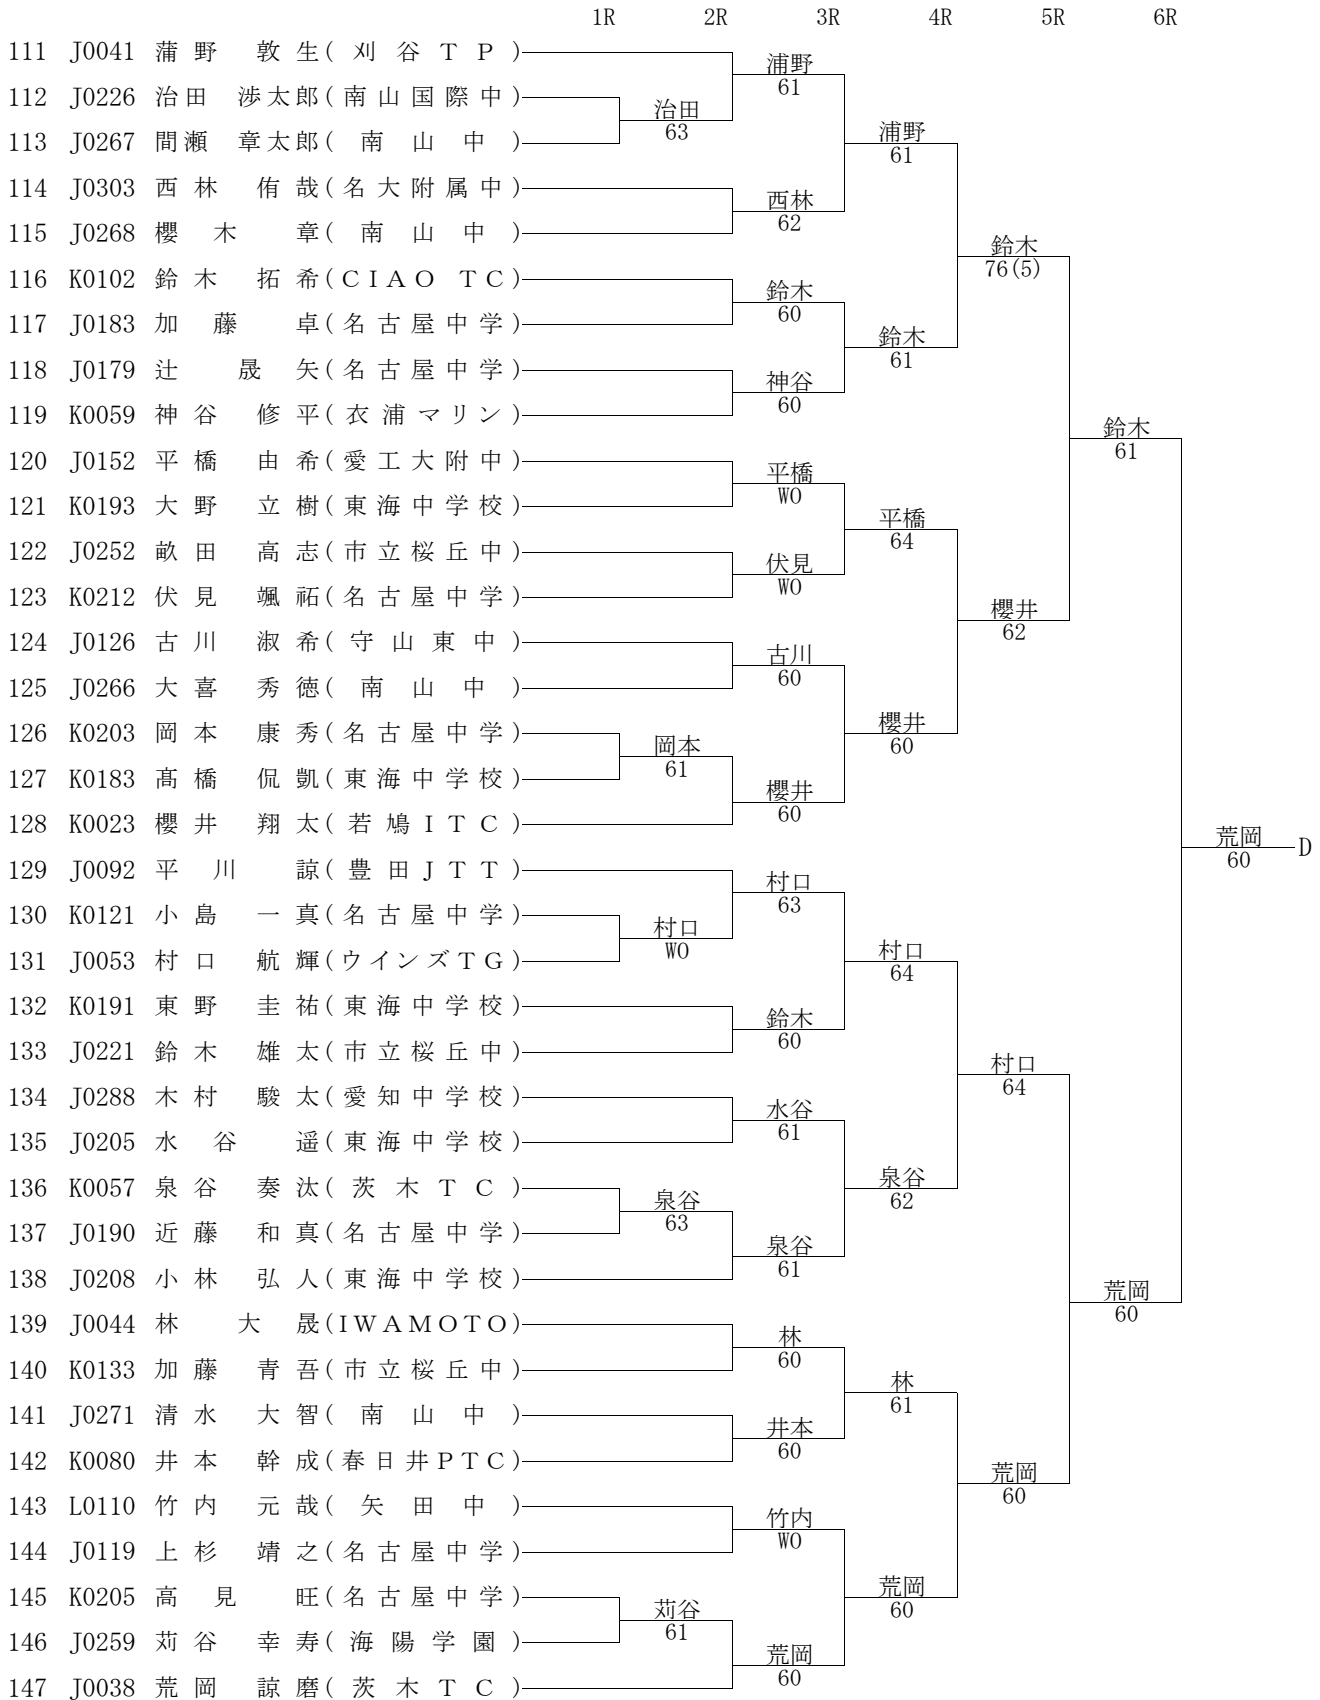 1R 2R 3R 4R 5R 6R
111 J0041 蒲野 敦生(刈谷ＴＰ)
浦野
61
112 J0226 治田 渉太郎(南山国際中)
治田
63
113 J0267 間瀬 章太郎(南山中)
浦野
61
114 J0303 西林 侑哉(名大附属中)
西林
62
115 J0268 櫻木 章(南山中)
鈴木
76(5)
116 K0102 鈴木 拓希(ＣＩＡＯ ＴＣ)
鈴木
60
117 J0183 加藤 卓(名古屋中学)
鈴木
61
118 J0179 辻 晟矢(名古屋中学)
神谷
60
119 K0059 神谷 修平(衣浦マリン)
鈴木
61
120 J0152 平橋 由希(愛工大附中)
平橋
WO
121 K0193 大野 立樹(東海中学校)
平橋
64
122 J0252 畝田 高志(市立桜丘中)
伏見
WO
123 K0212 伏見 颯祏(名古屋中学)
櫻井
62
124 J0126 古川 淑希(守山東中)
古川
60
125 J0266 大喜 秀徳(南山中)
櫻井
60
126 K0203 岡本 康秀(名古屋中学)
岡本
61
127 K0183 髙橋 侃凱(東海中学校)
櫻井
60
128 K0023 櫻井 翔太(若鳩ＩＴＣ)
荒岡
60
D
129 J0092 平川 諒(豊田ＪＴＴ)
村口
63
130 K0121 小島 一真(名古屋中学)
村口
WO
131 J0053 村口 航輝(ウインズＴＧ)
村口
64
132 K0191 東野 圭祐(東海中学校)
鈴木
60
133 J0221 鈴木 雄太(市立桜丘中)
村口
64
134 J0288 木村 駿太(愛知中学校)
水谷
61
135 J0205 水谷 遥(東海中学校)
泉谷
62
136 K0057 泉谷 奏汰(茨木ＴＣ)
泉谷
63
137 J0190 近藤 和真(名古屋中学)
泉谷
61
138 J0208 小林 弘人(東海中学校)
荒岡
60
139 J0044 林 大晟(ＩＷＡＭＯＴＯ)
林
60
140 K0133 加藤 青吾(市立桜丘中)
林
61
141 J0271 清水 大智(南山中)
井本
60
142 K0080 井本 幹成(春日井ＰＴＣ)
荒岡
60
143 L0110 竹内 元哉(矢田中)
竹内
WO
144 J0119 上杉 靖之(名古屋中学)
荒岡
60
145 K0205 高見 旺(名古屋中学)
苅谷
61
146 J0259 苅谷 幸寿(海陽学園)
荒岡
60
147 J0038 荒岡 諒磨(茨木ＴＣ)